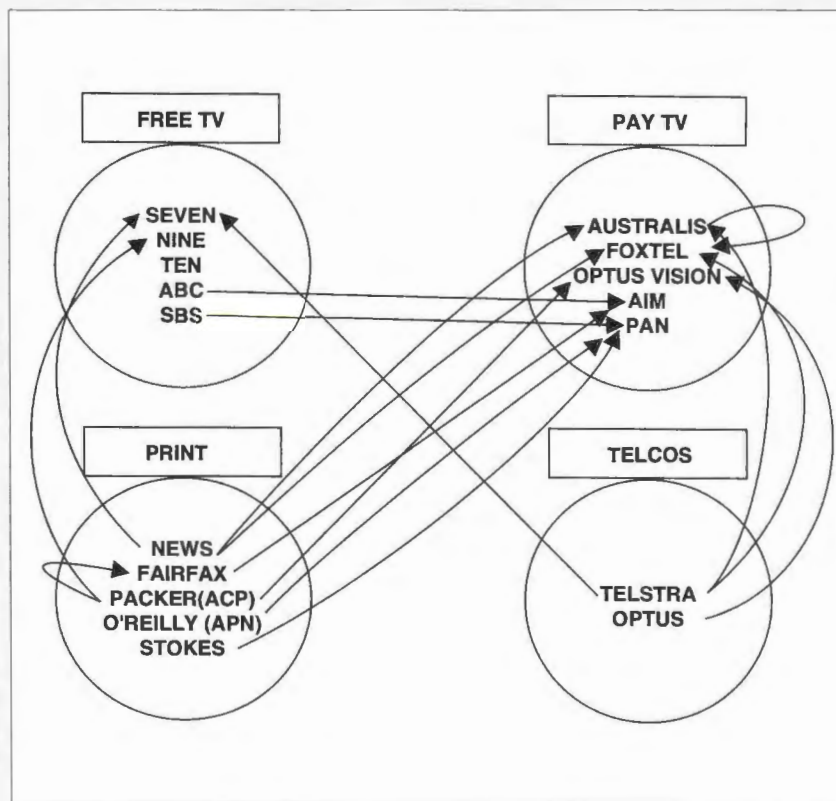 FREE TV
SEVEN
NINE
TEN
ABC
SBS
PAY TV
AUSTRALIS
FOXTEL
OPTUS VISION
AIM
PAN
PRINT
NEWS
FAIRFAX
PACKER(ACP)
O'REILLY (APN)
STOKES
TELCOS
TELSTRA
OPTUS